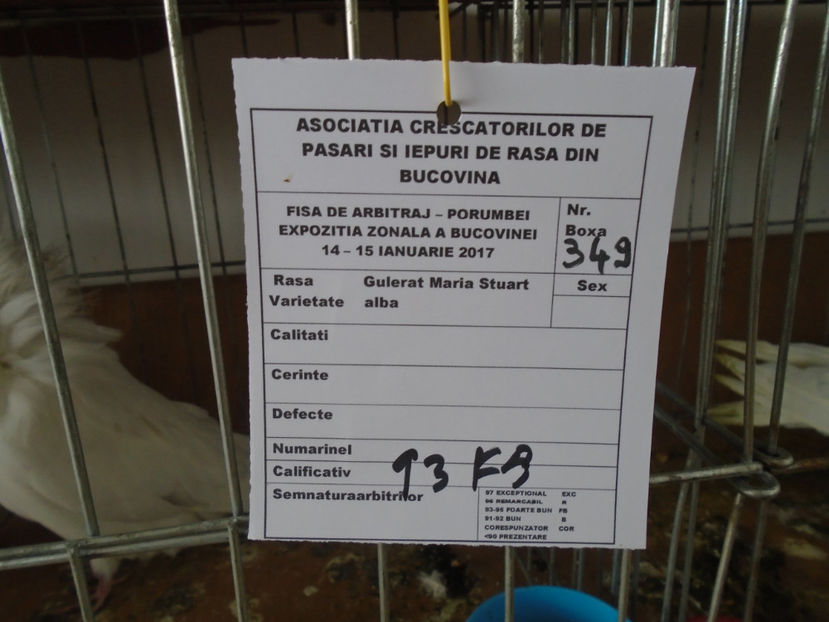 ASOCIATIA CRESCATORILOR DE
PASARI SI IEPURI DE RASA DIN
BUCOVINA
FISA DE ARBITRAJ – PORUMBEI
EXPOZITIA ZONALA A BUCOVINEI
14 – 15 IANUARIE 2017
Nr.
Boxa
349
Rasa Gulerat Maria Stuart
Varietate alba
Sex
Calitati
Cerinte
Defecte
Numarinel
Calificativ 93 FB
Semnaturaarbitrilor
97 EXCEPTIONAL EXC
96 REMARCABIL R
93-95 FOARTE BUN FB
91-92 BUN B
CORESPUNZATOR COR
<90 PREZENTARE